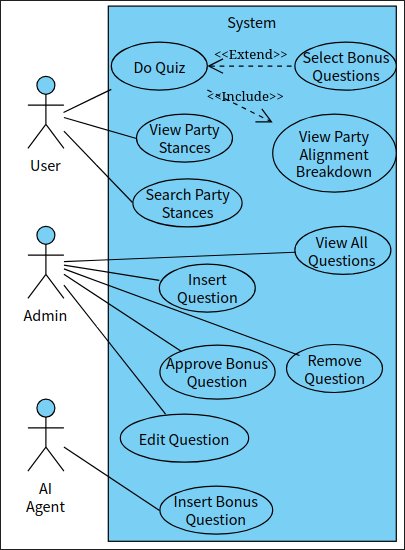 System
Do Quiz
<<Extend>>
Select Bonus
Questions
<<Include>>
View Party
Stances
View Party
Alignment
Breakdown
User
Search Party
Stances
View All
Questions
Insert
Question
Admin
Approve Bonus
Question
Remove
Question
Edit Question
AI
Agent
Insert Bonus
Question